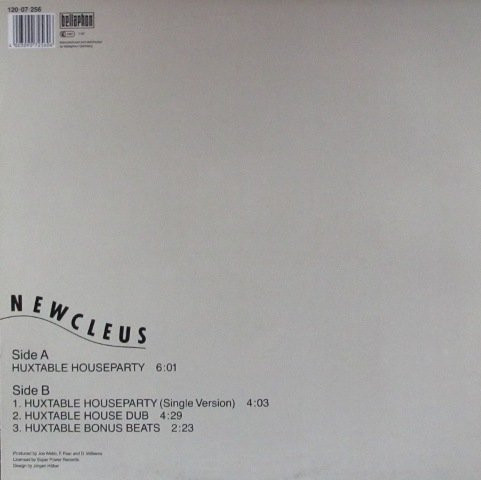 120·07·256
bellaphon
NEWCLEUS
Side A
HUXTABLE HOUSEPARTY 6:01
Side B
1. HUXTABLE HOUSEPARTY (Single Version) 4:03
2. HUXTABLE HOUSE DUB 4:29
3. HUXTABLE BONUS BEATS 2:23
Produced by Joe Webb, F. Fair and D. Williams
Licensed by Super Power Records
Design by Jürgen Huber